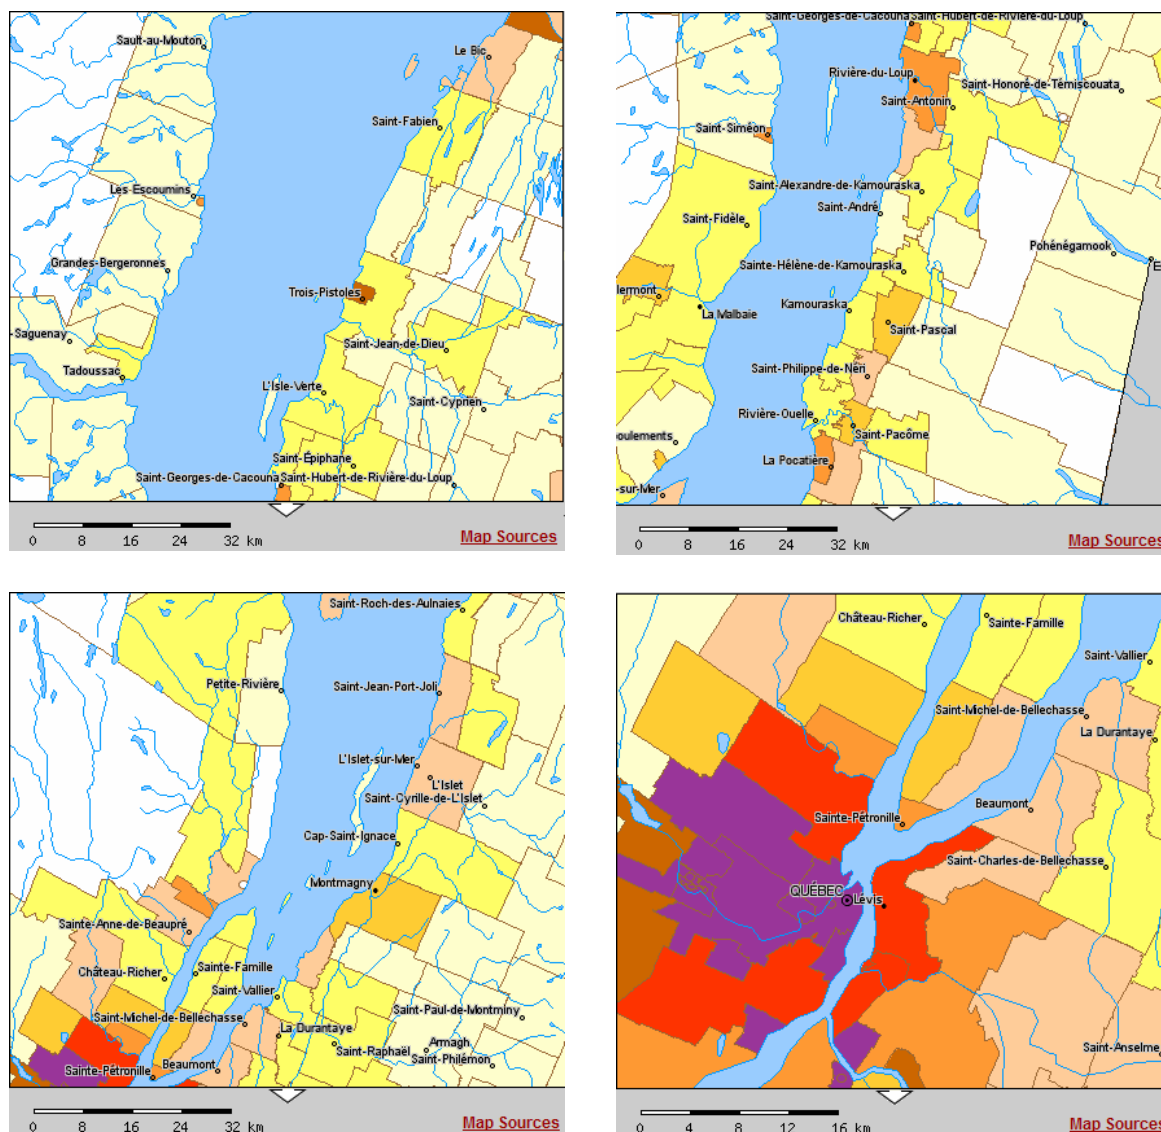 Sault-au-Mouton
Le Bic
Saint-Fabien
Les Escoumins
Grandes-Bergeronnes
Trois-Pistoles
-Saguenay
Saint-Jean-de-Dieu
Tadoussac
L'Isle-Verte
Saint-Cyprien
Saint-Épiphane
Saint-Georges-de-Cacouna
Saint-Hubert-de-Rivière-du-Loup
0 8 16 24 32 km
Map Sources
Saint-Georges-de-Cacouna
Saint-Hubert-de-Rivière-du-Loup
Rivière-du-Loup
Saint-Honoré-de-Témiscouata
Saint-Antonin
Saint-Siméon
Saint-Alexandre-de-Kamouraska
Saint-André
Saint-Fidèle
Pohénégamook
E
Sainte-Hélène-de-Kamouraska
lermont
Kamouraska
La Malbaie
Saint-Pascal
Saint-Philippe-de-Néri
Rivière-Ouelle
oulements
Saint-Pacôme
La Pocatière
-sur-Mer
0 8 16 24 32 km
Map Sources
Saint-Roch-des-Aulnaies
Petite-Rivière
Saint-Jean-Port-Joli
L'Islet-sur-Mer
L'Islet
Saint-Cyrille-de-L'Islet
Cap-Saint-Ignace
Montmagny
Sainte-Anne-de-Beaupré
Château-Richer
Sainte-Famille
Saint-Vallier
Saint-Michel-de-Bellechasse
Saint-Paul-de-Montminy
La Durantaye
Saint-Raphaël
Armagh
Saint-Philémon
Beaumont
Sainte-Pétronille
0 8 16 24 32 km
Map Sources
Château-Richer
Sainte-Famille
Saint-Vallier
Saint-Michel-de-Bellechasse
La Durantaye
Beaumont
Sainte-Pétronille
Saint-Charles-de-Bellechasse
QUÉBEC
Lévis
Saint-Anselme
0 4 8 12 16 km
Map Sources